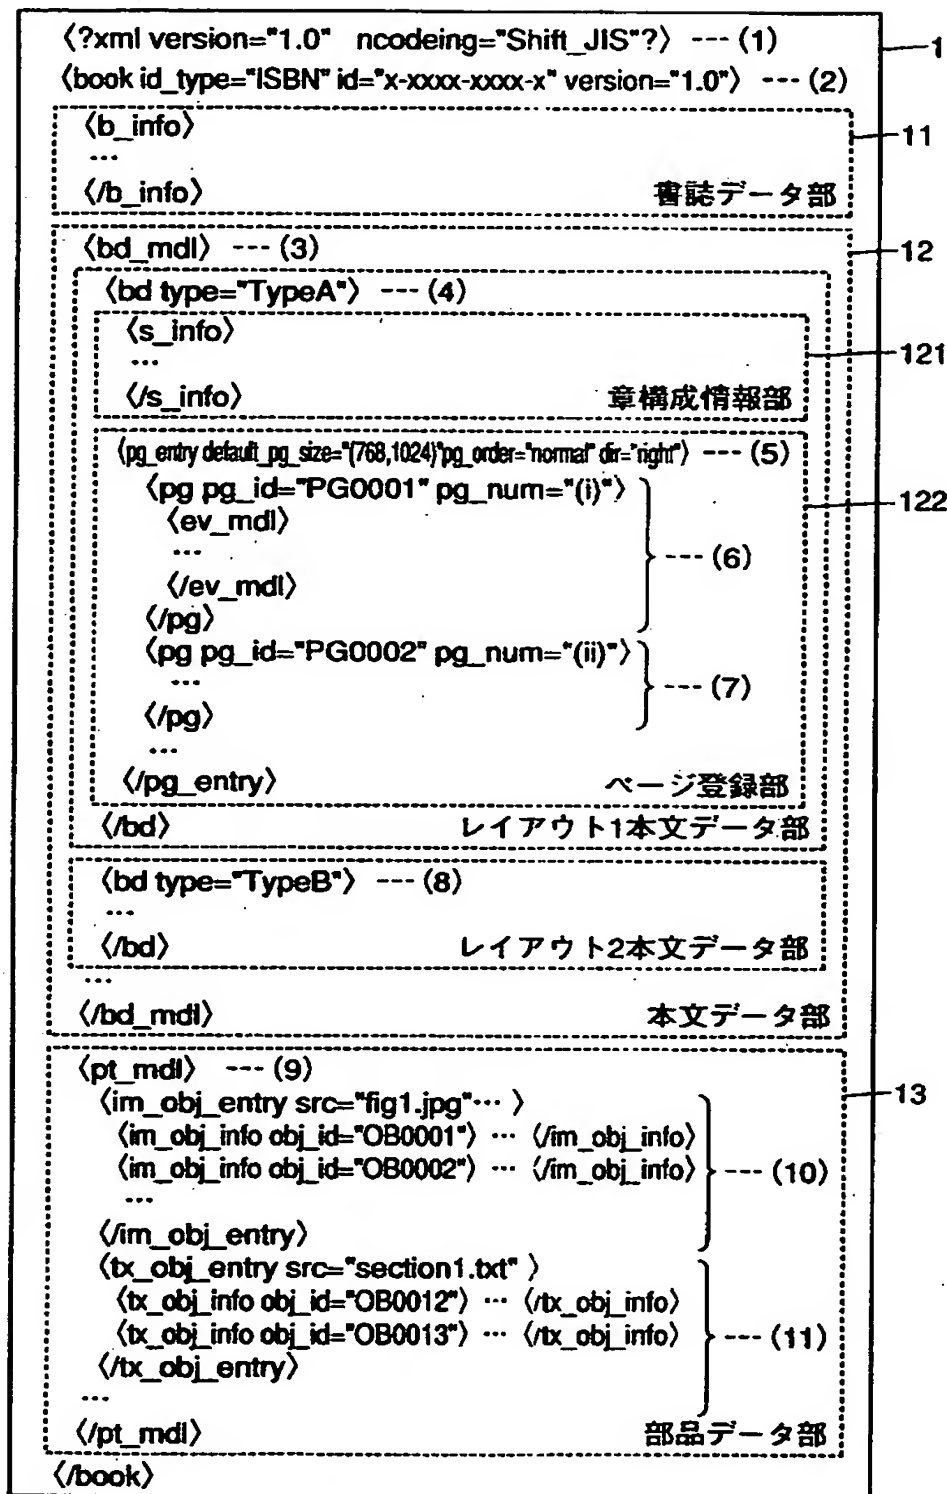 〈?xml version="1.0" ncodeing="Shift_JIS"?〉 --- (1) 1
〈book id_type="ISBN" id="x-xxxx-xxxx-x" version="1.0"〉 --- (2)
〈b_info〉 11
...
〈/b_info〉 書誌データ部
〈bd_mdl〉 --- (3) 12
〈bd type="TypeA"〉 --- (4)
〈s_info〉
... 121
〈/s_info〉 章構成情報部
〈pg_entry default_pg_size="(768,1024)"pg_order="normal" dir="right"〉 --- (5)
〈pg pg_id="PG0001" pg_num="(i)"〉 122
〈ev_mdl〉
... --- (6)
〈/ev_mdl〉
〈/pg〉
〈pg pg_id="PG0002" pg_num="(ii)"〉
... --- (7)
〈/pg〉
...
〈/pg_entry〉 ページ登録部
〈/bd〉 レイアウト1本文データ部
〈bd type="TypeB"〉 --- (8)
...
〈/bd〉 レイアウト2本文データ部
...
〈/bd_mdl〉 本文データ部
〈pt_mdl〉 --- (9)
〈im_obj_entry src="fig1.jpg"… 〉 13
〈im_obj_info obj_id="OB0001"〉 … 〈/im_obj_info〉
〈im_obj_info obj_id="OB0002"〉 … 〈/im_obj_info〉 --- (10)
...
〈/im_obj_entry〉
〈tx_obj_entry src="section1.txt" 〉
〈tx_obj_info obj_id="OB0012"〉 … 〈/tx_obj_info〉
〈tx_obj_info obj_id="OB0013"〉 … 〈/tx_obj_info〉 --- (11)
〈/tx_obj_entry〉
...
〈/pt_mdl〉 部品データ部
〈/book〉